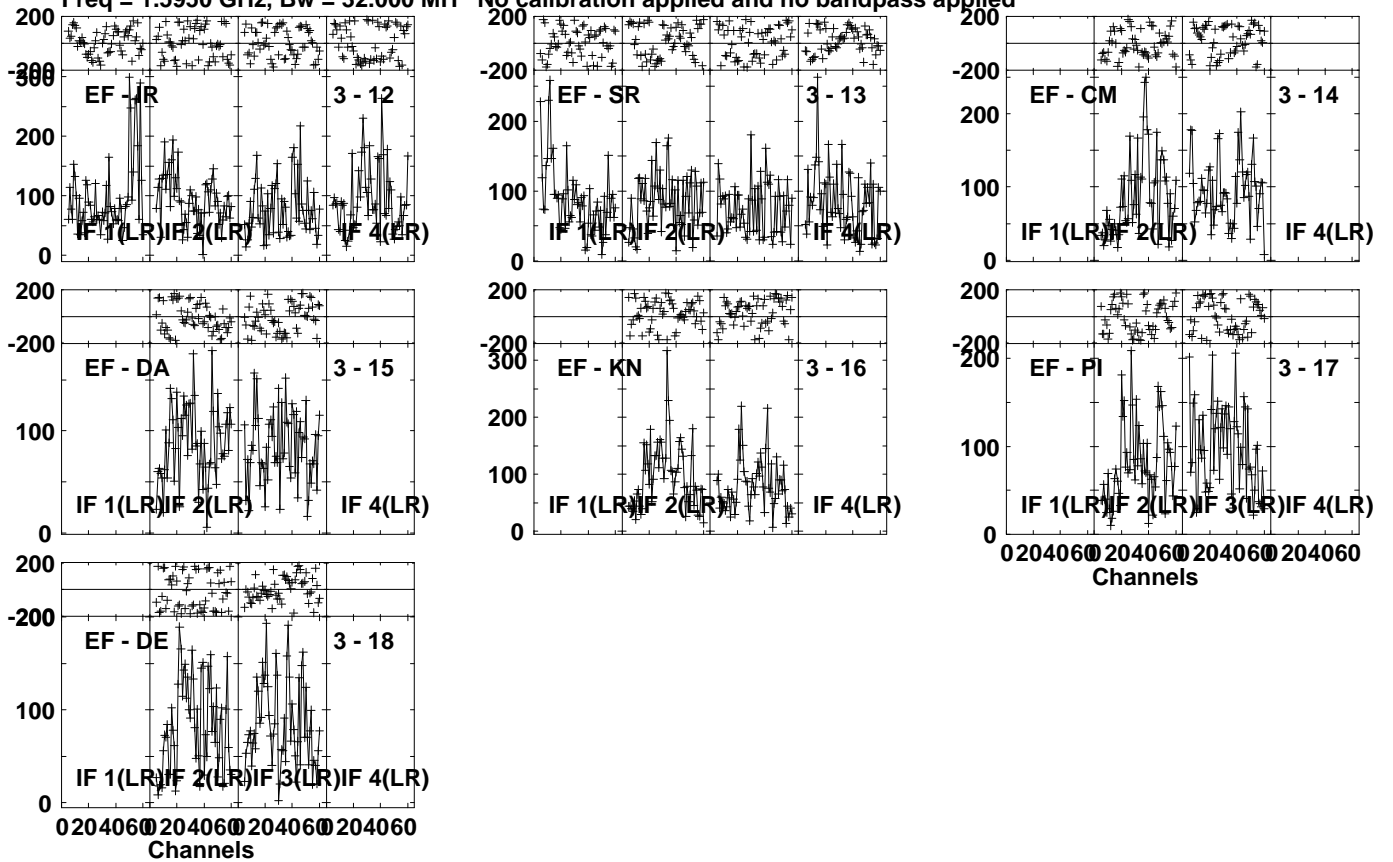 Freq = 1.5950 GHz, Bw = 32.000 MH No calibration applied and no bandpass applied
200
-200
300
200
100
0
EF - IR
3 - 12
IF 1(LR) IF 2(LR) IF 4(LR)
200
-200
200
100
0
EF - SR
3 - 13
IF 1(LR) IF 2(LR) IF 4(LR)
200
-200
200
100
0
EF - CM
3 - 14
IF 1(LR) IF 2(LR) IF 4(LR)
200
-200
100
0
EF - DA
3 - 15
IF 1(LR) IF 2(LR) IF 4(LR)
200
-200
300
200
100
0
EF - KN
3 - 16
IF 1(LR) IF 2(LR) IF 4(LR)
200
-200
200
100
0
EF - PI
3 - 17
IF 1(LR) IF 2(LR) IF 3(LR) IF 4(LR)
0 20 40 60 0 20 40 60 0 20 40 60 0 20 40 60
Channels
200
-200
200
100
0
EF - DE
3 - 18
IF 1(LR) IF 2(LR) IF 3(LR) IF 4(LR)
0 20 40 60 0 20 40 60 0 20 40 60 0 20 40 60
Channels